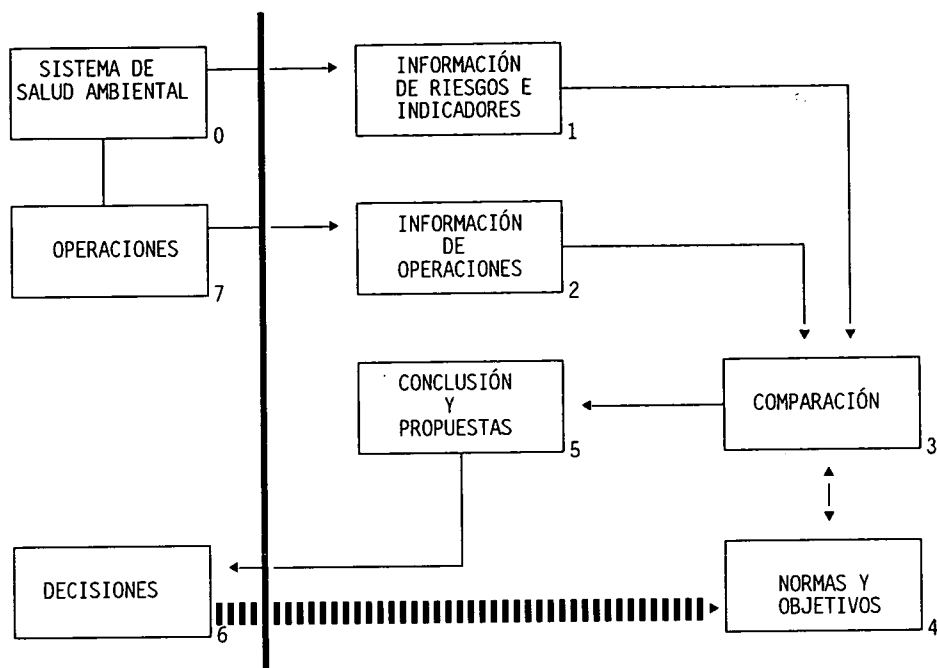 SISTEMA DE
SALUD AMBIENTAL
0
INFORMACIÓN
DE RIESGOS E
INDICADORES
1
OPERACIONES
7
INFORMACIÓN
DE
OPERACIONES
2
CONCLUSIÓN
Y
PROPUESTAS
5
COMPARACIÓN
3
DECISIONES
6
NORMAS Y
OBJETIVOS
4